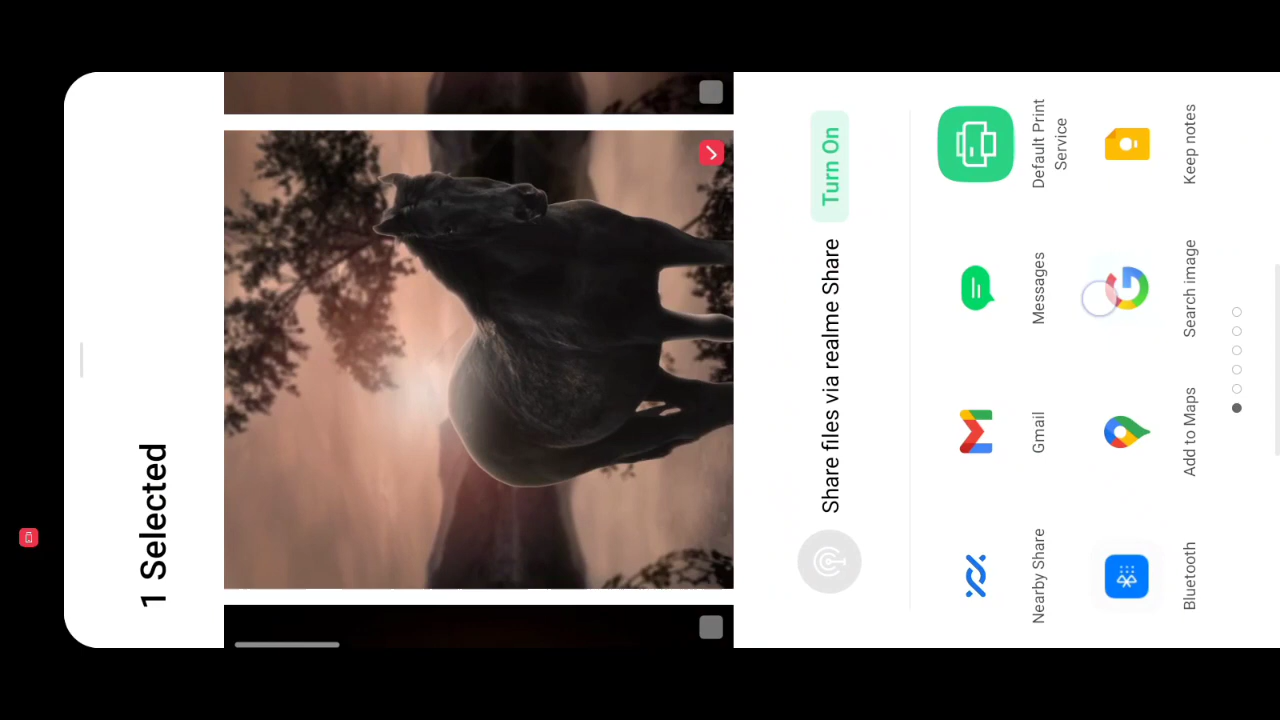 1 Selected
Share files via realme Share
Turn On
Nearby Share
Gmail
Messages
Default Print
Service
Bluetooth
Add to Maps
Search image
Keep notes